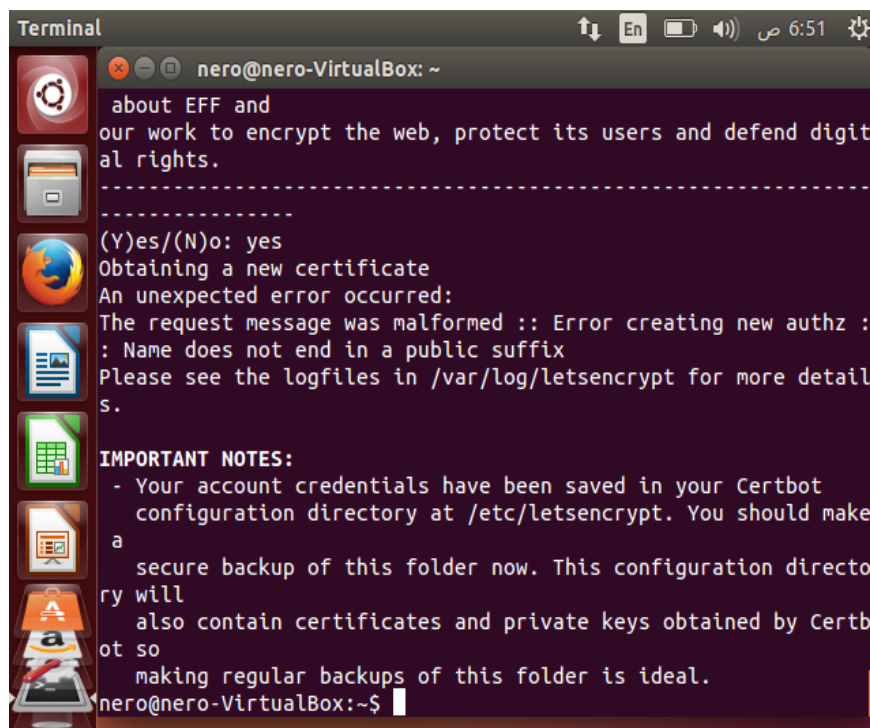 Terminal
En
6:51 ص
nero@nero-VirtualBox: ~
about EFF and
our work to encrypt the web, protect its users and defend digit
al rights.
-------------------------------------------------------------------------------
----------------
(Y)es/(N)o: yes
Obtaining a new certificate
An unexpected error occurred:
The request message was malformed :: Error creating new authz :
: Name does not end in a public suffix
Please see the logfiles in /var/log/letsencrypt for more detail
s.
IMPORTANT NOTES:
- Your account credentials have been saved in your Certbot
configuration directory at /etc/letsencrypt. You should make
a
secure backup of this folder now. This configuration directo
ry will
also contain certificates and private keys obtained by Certb
ot so
making regular backups of this folder is ideal.
nero@nero-VirtualBox:~$